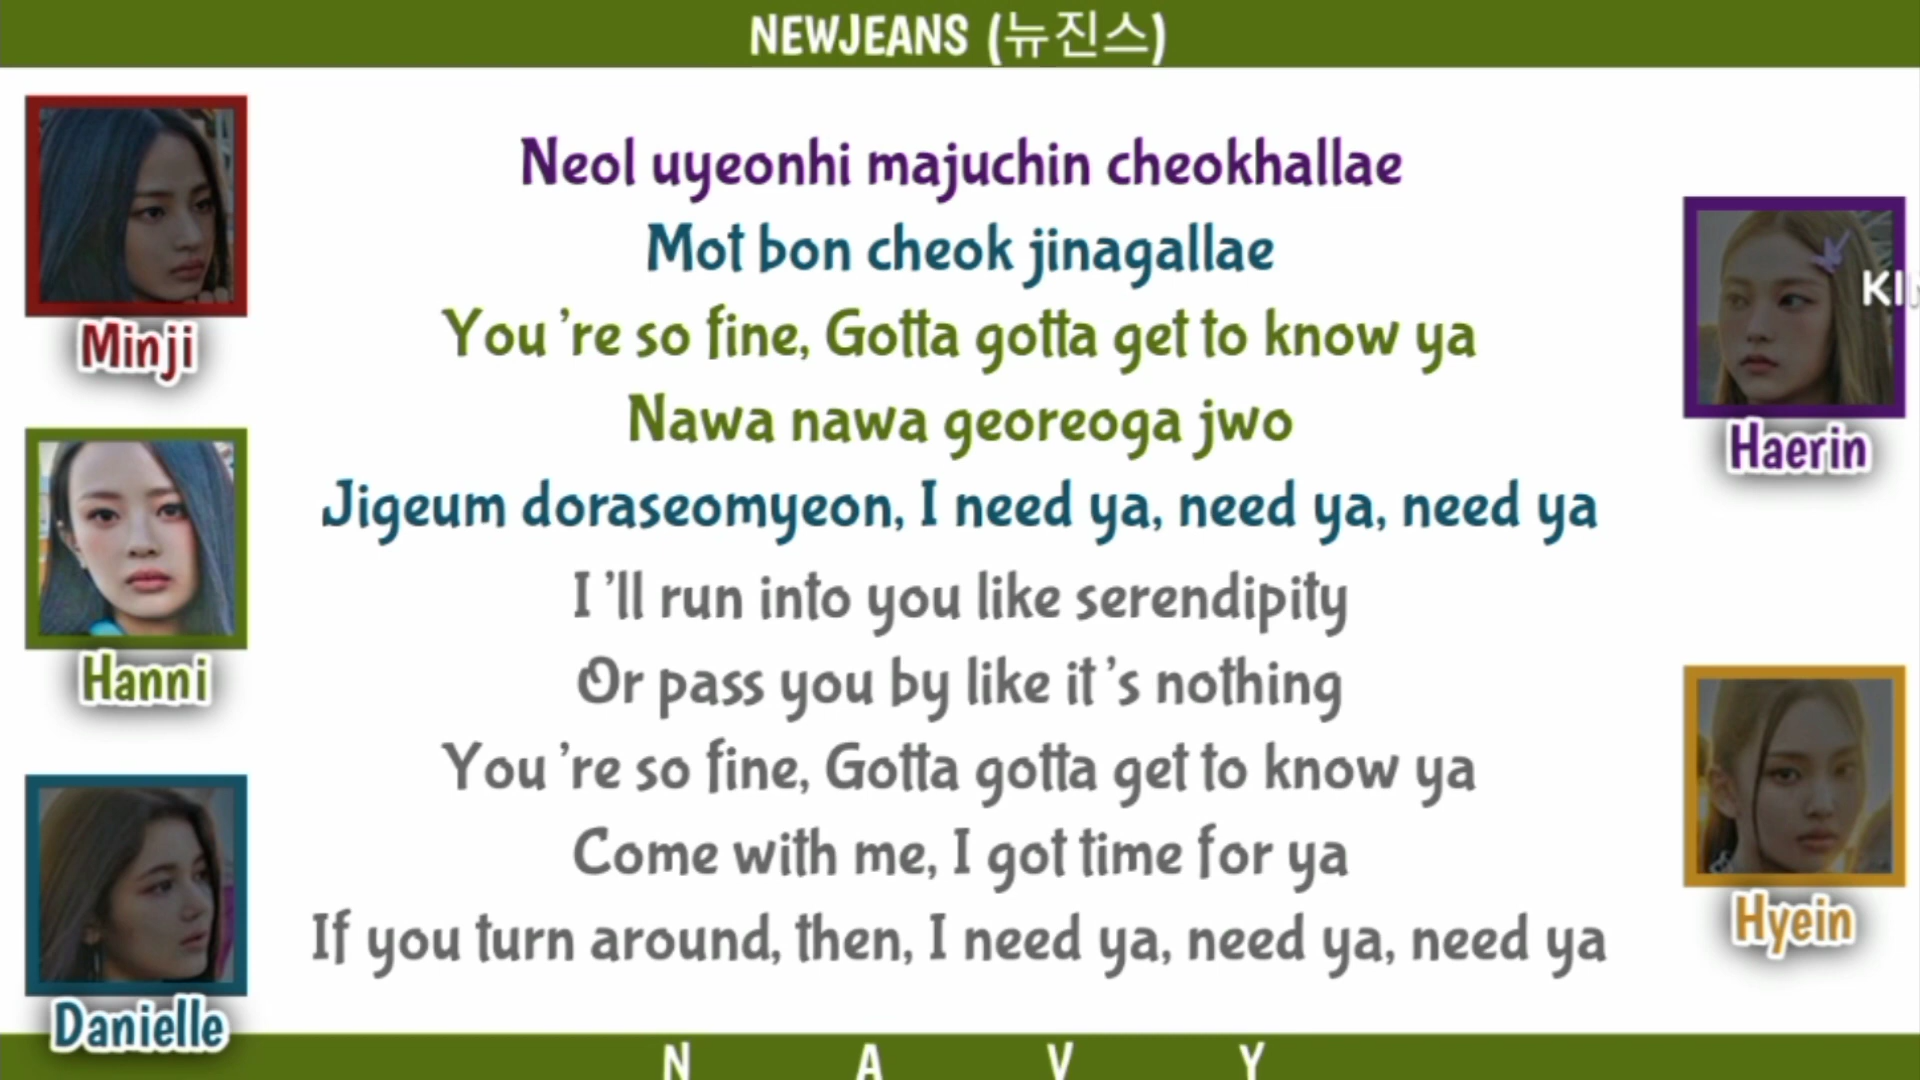 NEWJEANS (뉴진스)
Neol uyeonhi majuchin cheokhallae
Mot bon cheok jinagallae
You 're so fine, Gotta gotta get to know ya
Nawa nawa georeoga jwo
Jigeum doraseomyeon, I need ya, need ya, need ya
I 'll run into you like serendipity
Or pass you by like it 's nothing
You 're so fine, Gotta gotta get to know ya
Come with me, I got time for ya
If you turn around, then, I need ya, need ya, need ya
Minji
Hanni
Danielle
Haerin
Hyein
N A V Y